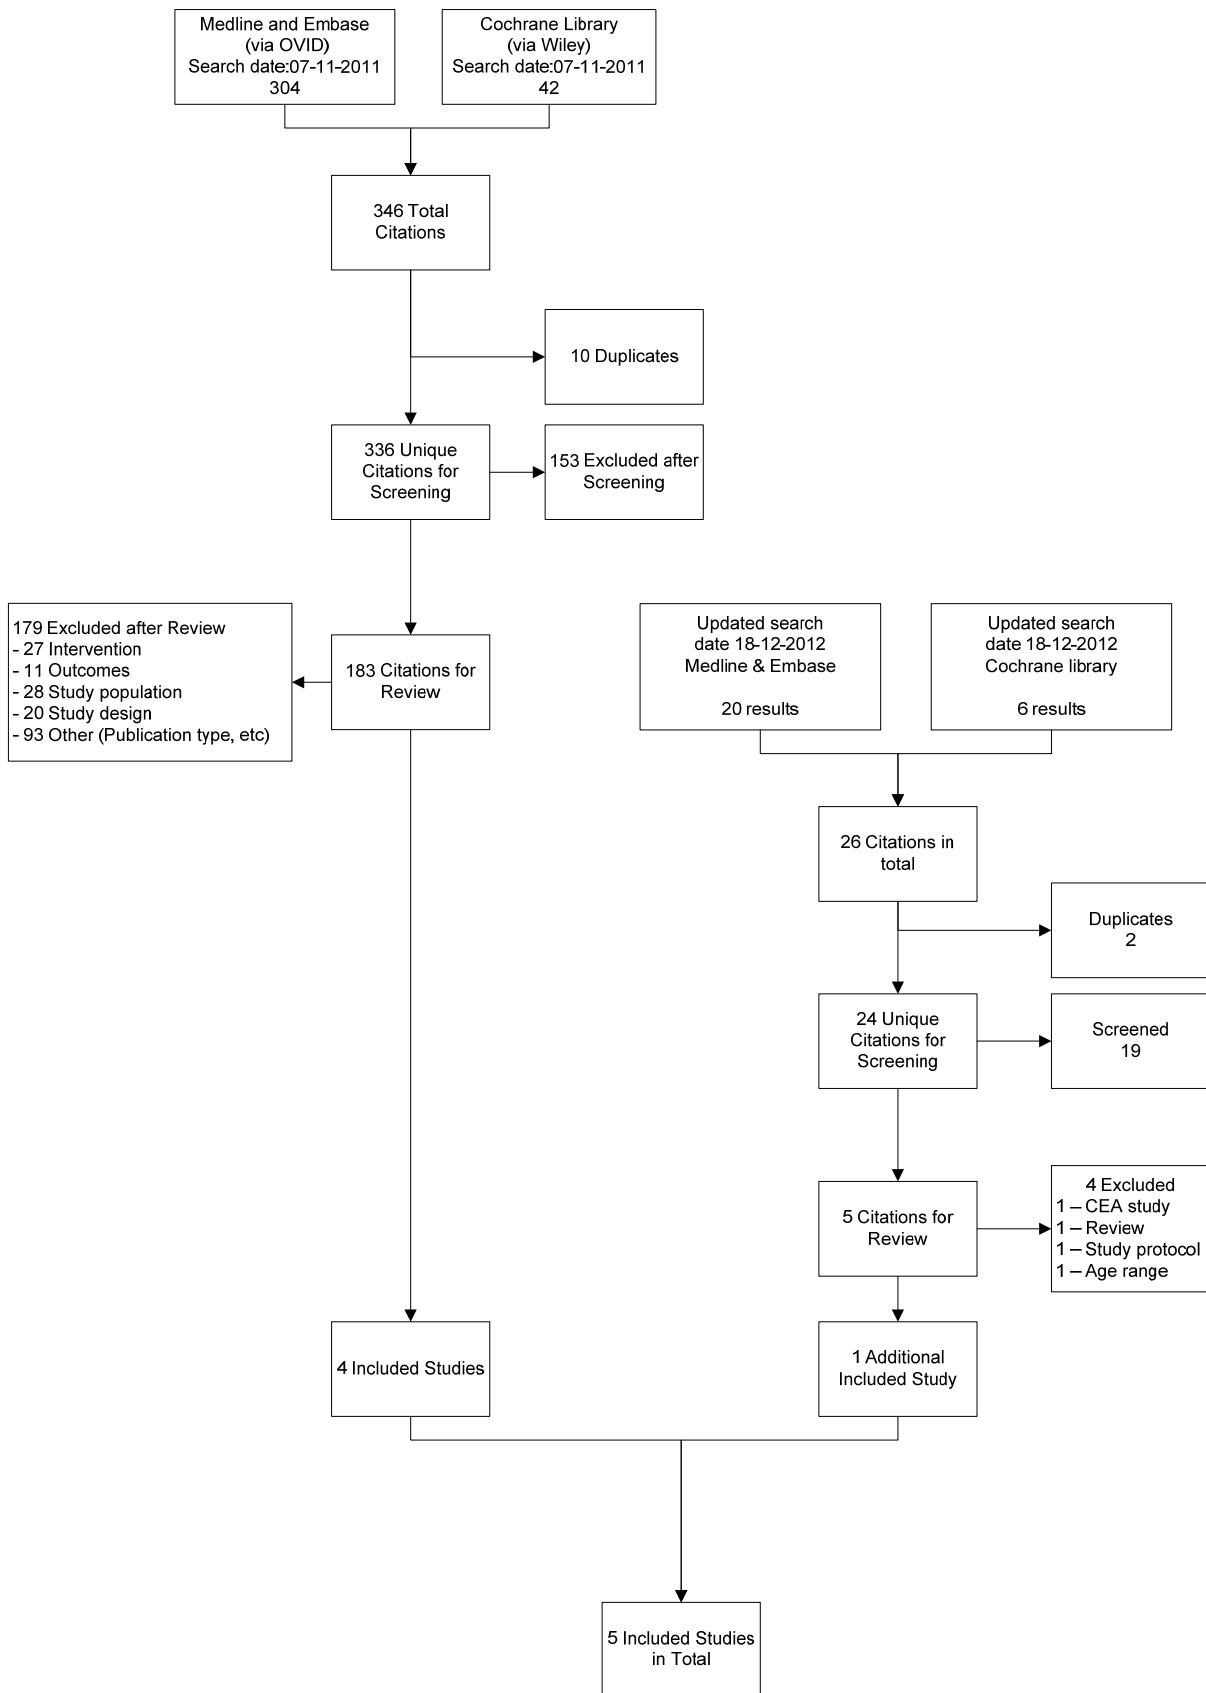 Medline and Embase
(via OVID)
Search date:07-11-2011
304
Cochrane Library
(via Wiley)
Search date:07-11-2011
42
346 Total
Citations
10 Duplicates
336 Unique
Citations for
Screening
153 Excluded after
Screening
179 Excluded after Review
- 27 Intervention
- 11 Outcomes
- 28 Study population
- 20 Study design
- 93 Other (Publication type, etc)
183 Citations for
Review
Updated search
date 18-12-2012
Medline & Embase
20 results
Updated search
date 18-12-2012
Cochrane library
6 results
26 Citations in
total
Duplicates
2
24 Unique
Citations for
Screening
Screened
19
5 Citations for
Review
4 Excluded
1 – CEA study
1 – Review
1 – Study protocol
1 – Age range
4 Included Studies
1 Additional
Included Study
5 Included Studies
in Total